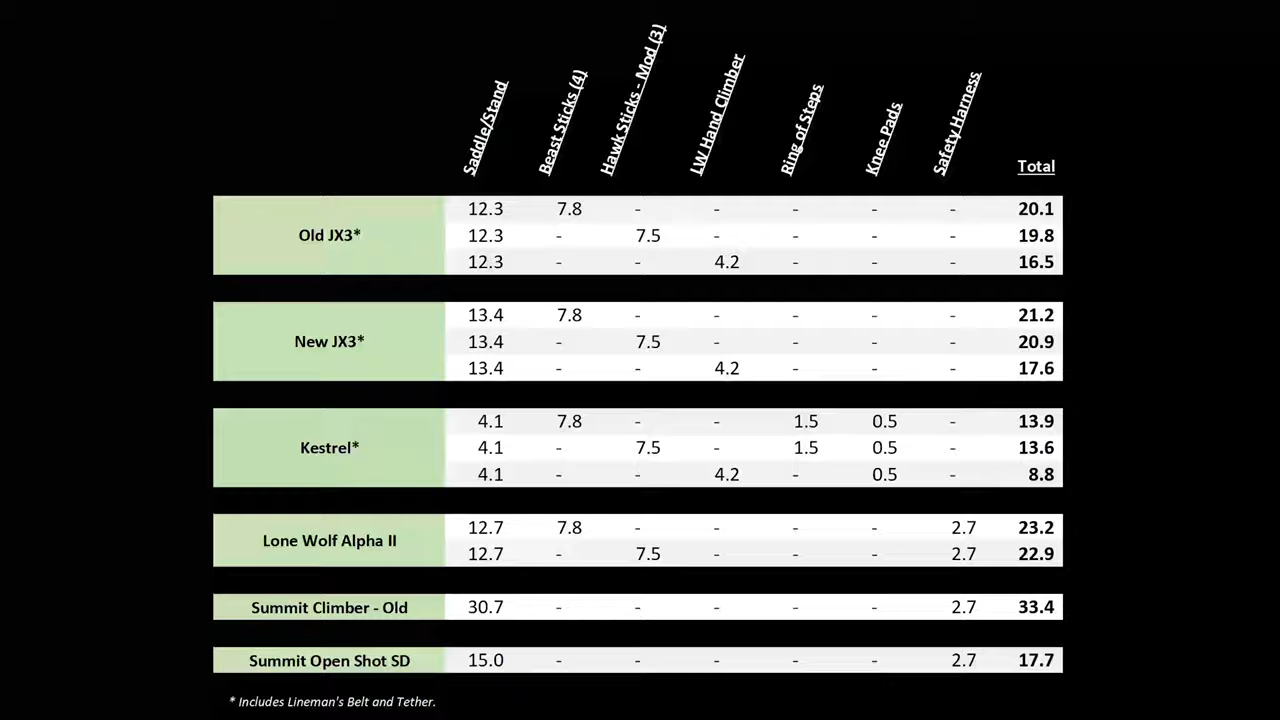 Saddle/Stand Beast Sticks (4) Hawk Sticks - Mod (3) LW Hand Climber Ring of Steps Knee Pads Safety Harness Total
12.3 7.8 - - - - - 20.1
Old JX3* 12.3 - 7.5 - - - - 19.8
12.3 - - 4.2 - - - 16.5
13.4 7.8 - - - - - 21.2
New JX3* 13.4 - 7.5 - - - - 20.9
13.4 - - 4.2 - - - 17.6
4.1 7.8 - - 1.5 0.5 - 13.9
Kestrel* 4.1 - 7.5 - 1.5 0.5 - 13.6
4.1 - - 4.2 - 0.5 - 8.8
Lone Wolf Alpha II
12.7 7.8 - - - - 2.7 23.2
12.7 - 7.5 - - - 2.7 22.9
Summit Climber - Old 30.7 - - - - - 2.7 33.4
Summit Open Shot SD 15.0 - - - - - 2.7 17.7
* Includes Lineman's Belt and Tether.